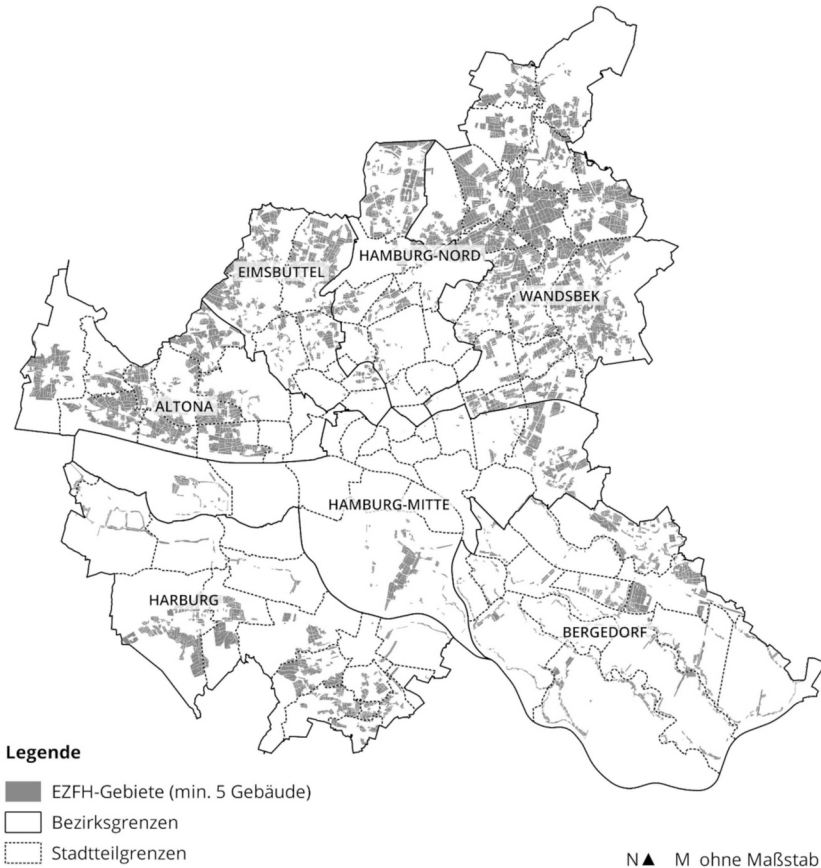 HAMBURG-NORD
EIMSBÜTTEL
WANDSBEK
ALTONA
HAMBURG-MITTE
HARBURG
BERGEDORF
Legende
EZFH-Gebiete (min. 5 Gebäude)
Bezirksgrenzen
Stadtteilgrenzen
N▲ M ohne Maßstab